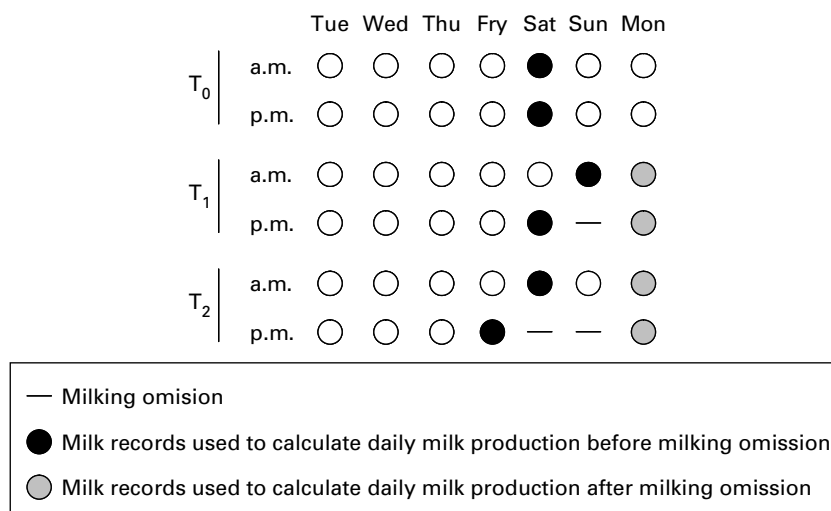 Tue Wed Thu Fry Sat Sun Mon
T0
a.m.
p.m.
T1
a.m.
p.m.
T2
a.m.
p.m.
— Milking omision
Milk records used to calculate daily milk production before milking omission
Milk records used to calculate daily milk production after milking omission